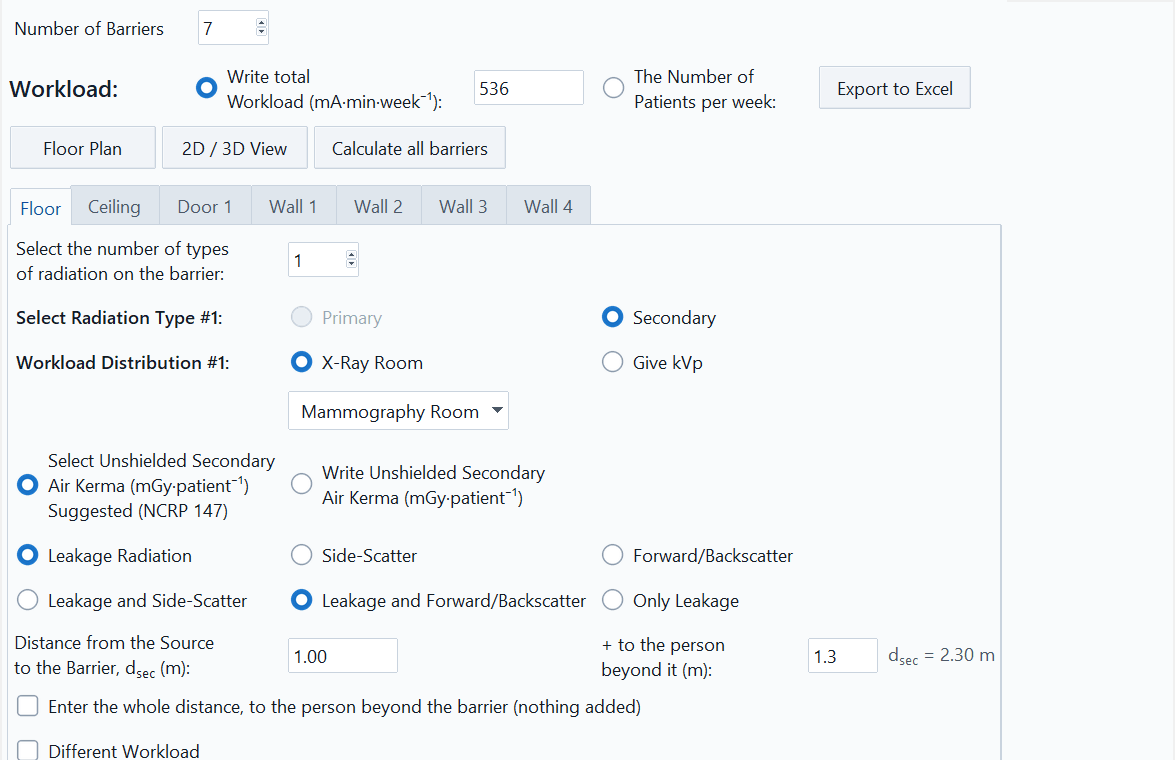 Number of Barriers 7
Workload: Write total Workload (mA·min·week⁻¹): 536 The Number of Patients per week: Export to Excel
Floor Plan 2D / 3D View Calculate all barriers
Floor Ceiling Door 1 Wall 1 Wall 2 Wall 3 Wall 4
Select the number of types
of radiation on the barrier: 1
Select Radiation Type #1: Primary Secondary
Workload Distribution #1: X-Ray Room Give kVp
Mammography Room
Select Unshielded Secondary
Air Kerma (mGy·patient⁻¹)
Suggested (NCRP 147)
Write Unshielded Secondary
Air Kerma (mGy·patient⁻¹)
Leakage Radiation Side-Scatter Forward/Backscatter
Leakage and Side-Scatter Leakage and Forward/Backscatter Only Leakage
Distance from the Source
to the Barrier, dsec (m): 1.00
+ to the person
beyond it (m): 1.3 dsec = 2.30 m
Enter the whole distance, to the person beyond the barrier (nothing added)
Different Workload